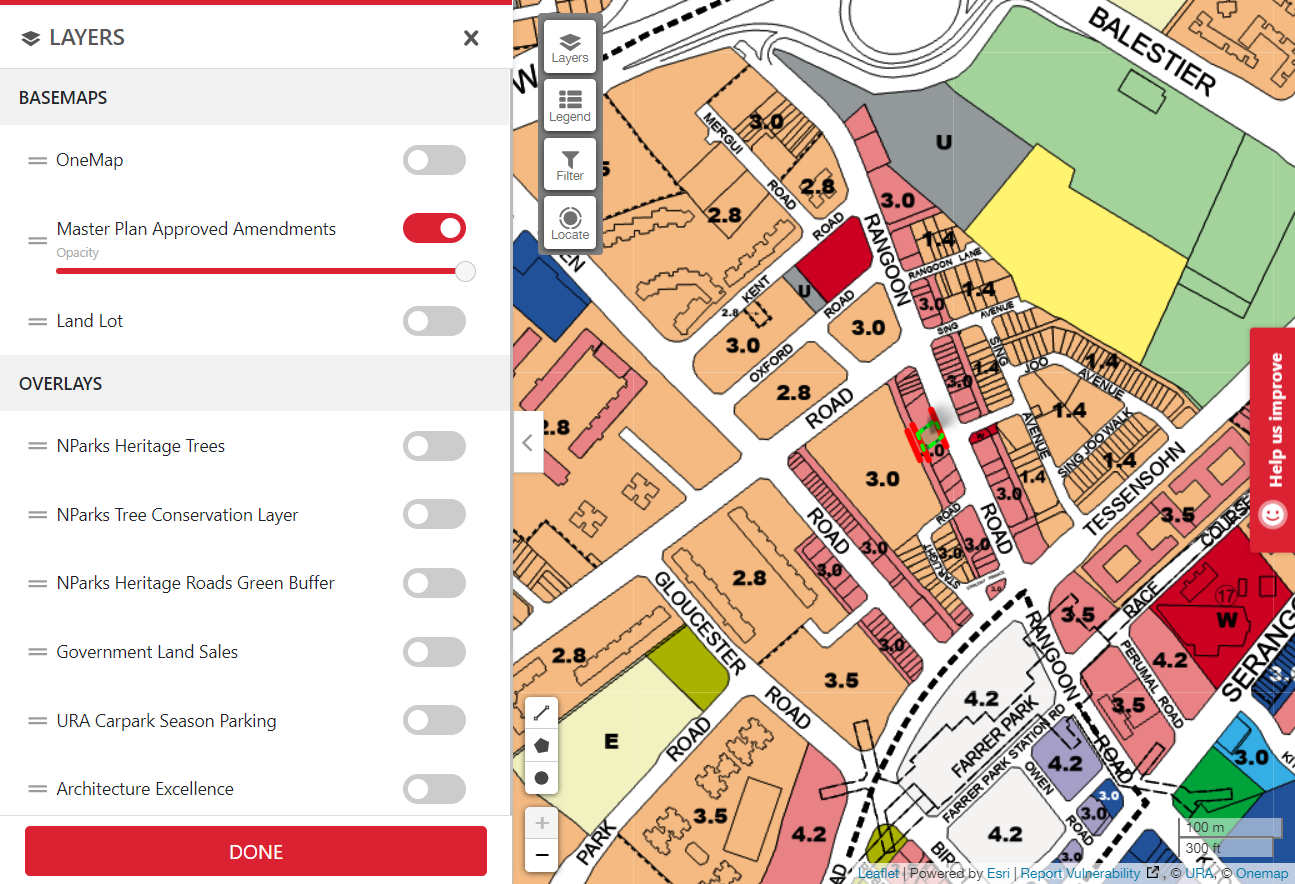 LAYERS
BASEMAPS
OneMap
Master Plan Approved Amendments
Opacity
Land Lot
OVERLAYS
NParks Heritage Trees
NParks Tree Conservation Layer
NParks Heritage Roads Green Buffer
Government Land Sales
URA Carpark Season Parking
Architecture Excellence
DONE
Layers
Legend
Filter
Locate
Help us improve
BALESTIER
W
MERGUI
ROAD
3.0
2.8
2.8
U
3.0
RANGOON
ROAD
1.4
RANGOON LANE
1.4
3.0
SING
AVENUE
KENT
U
ROAD
2.8
3.0
3.0
OXFORD
2.8
ROAD
3.0
SING
1.4
JOO
1.4
AVENUE
1.4
AVENUE
SING JOO WALK
1.4
TESSENSOHN
2.8
3.0
3.0
1.4
3.5
COURSE
ROAD
ROAD
3.0
ROAD
3.0
3.0
STARLIGHT
3.0
3.0
2.8
3.0
GLOUCESTER
ROAD
2.8
3.0
3.5
RANGOON
ROAD
3.5
RACE
W
17
4.2
PERUMAL ROAD
3.5
SERANG
4.2
FARRER PARK
FARRER PARK STATION RD
4.2
OWEN
ROAD
3.0
3.0
3.0
4.2
E
PARK
ROAD
3.5
4.2
3.0
100 m
300 ft
Leaflet | Powered by Esri | Report Vulnerability , © URA, © Onemap